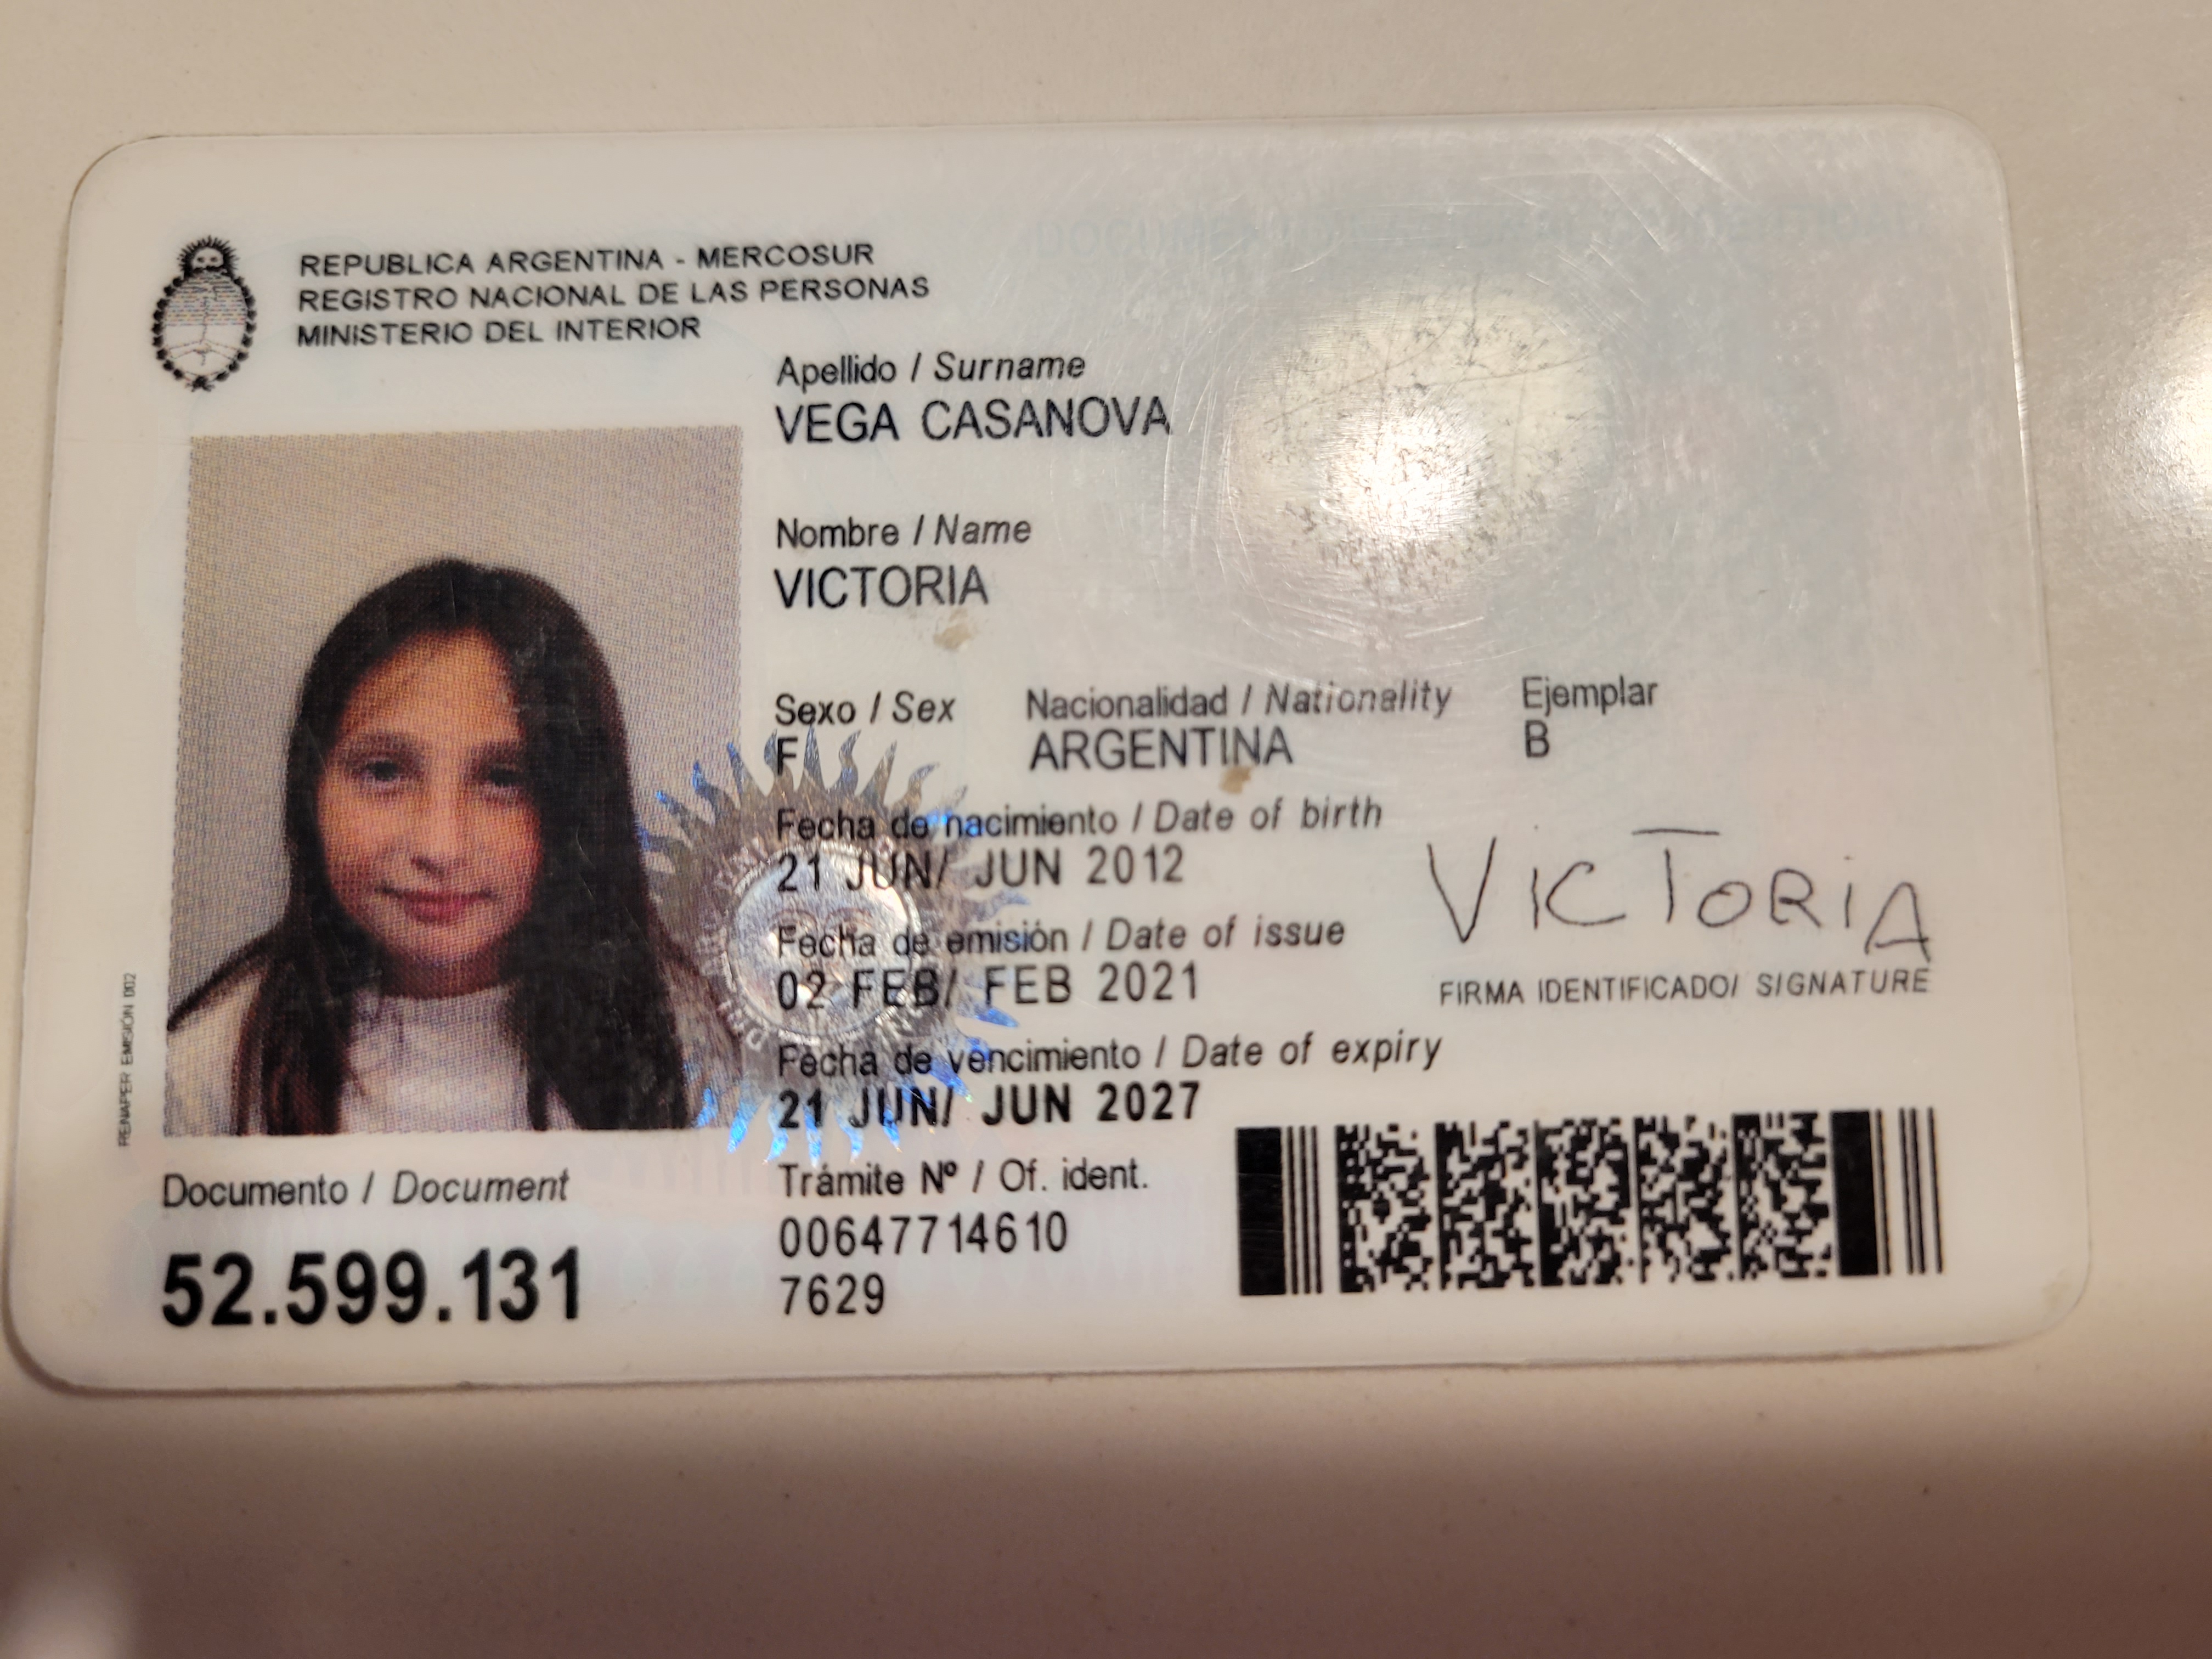 REPUBLICA ARGENTINA - MERCOSUR
REGISTRO NACIONAL DE LAS PERSONAS
MINISTERIO DEL INTERIOR
Apellido / Surname
VEGA CASANOVA
Nombre / Name
VICTORIA
Sexo / Sex Nacionalidad / Nationality Ejemplar
F ARGENTINA B
Fecha de nacimiento / Date of birth
21 JUN/ JUN 2012
Fecha de emisión / Date of issue
02 FEB/ FEB 2021
VICTORIA
FIRMA IDENTIFICADO/ SIGNATURE
Fecha de vencimiento / Date of expiry
21 JUN/ JUN 2027
RENAPER EMISIÓN 002
Documento / Document
52.599.131
Trámite Nº / Of. ident.
00647714610
7629